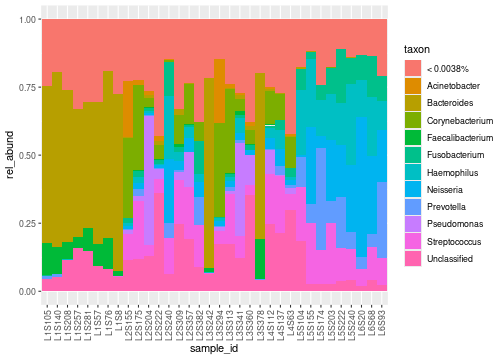 1.00
0.75
0.50
0.25
0.00
rel_abund
L1S105
L1S140
L1S208
L1S257
L1S281
L1S57
L1S76
L1S8
L2S155
L2S175
L2S204
L2S222
L2S240
L2S309
L2S357
L2S382
L3S242
L3S294
L3S313
L3S341
L3S360
L3S378
L4S112
L4S137
L4S63
L5S104
L5S155
L5S174
L5S203
L5S222
L5S240
L6S20
L6S68
L6S93
sample_id
taxon
<0.0038%
Acinetobacter
Bacteroides
Corynebacterium
Faecalibacterium
Fusobacterium
Haemophilus
Neisseria
Prevotella
Pseudomonas
Streptococcus
Unclassified